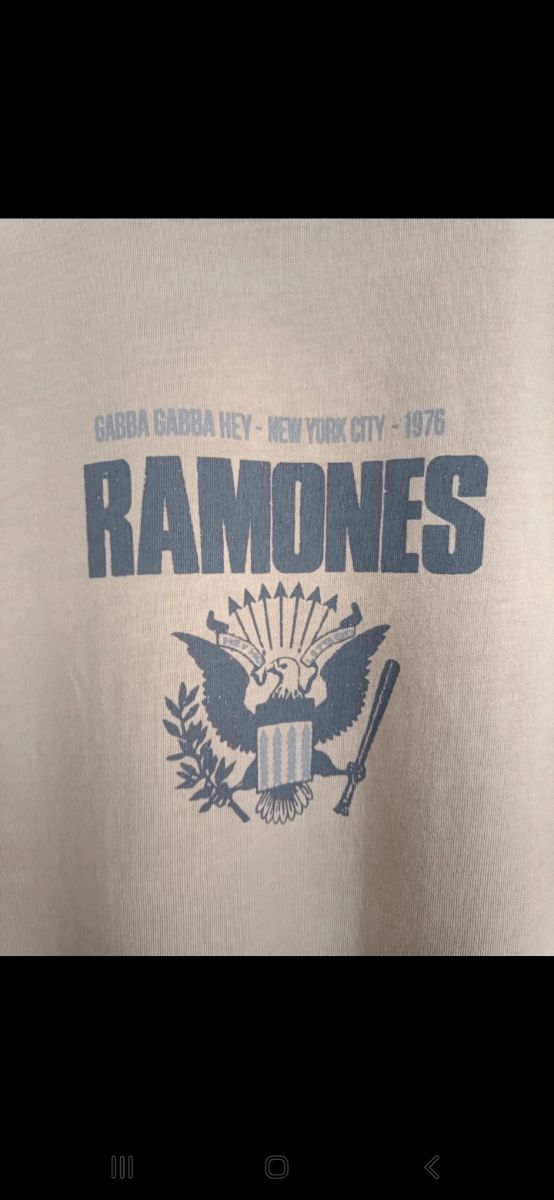 GABBA GABBA HEY - NEW YORK CITY - 1976
RAMONES